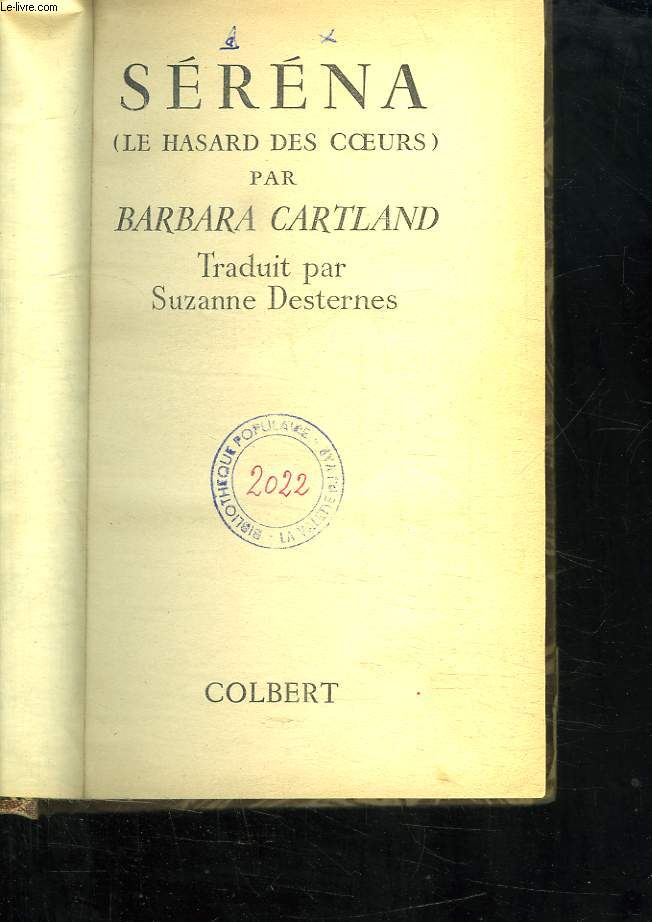 Le-livre.com
SÉRÉNA
(LE HASARD DES CŒURS)
PAR
BARBARA CARTLAND
Traduit par
Suzanne Desternes
BIBLIOTHEQUE POPULAIRE
LA
2022
COLBERT